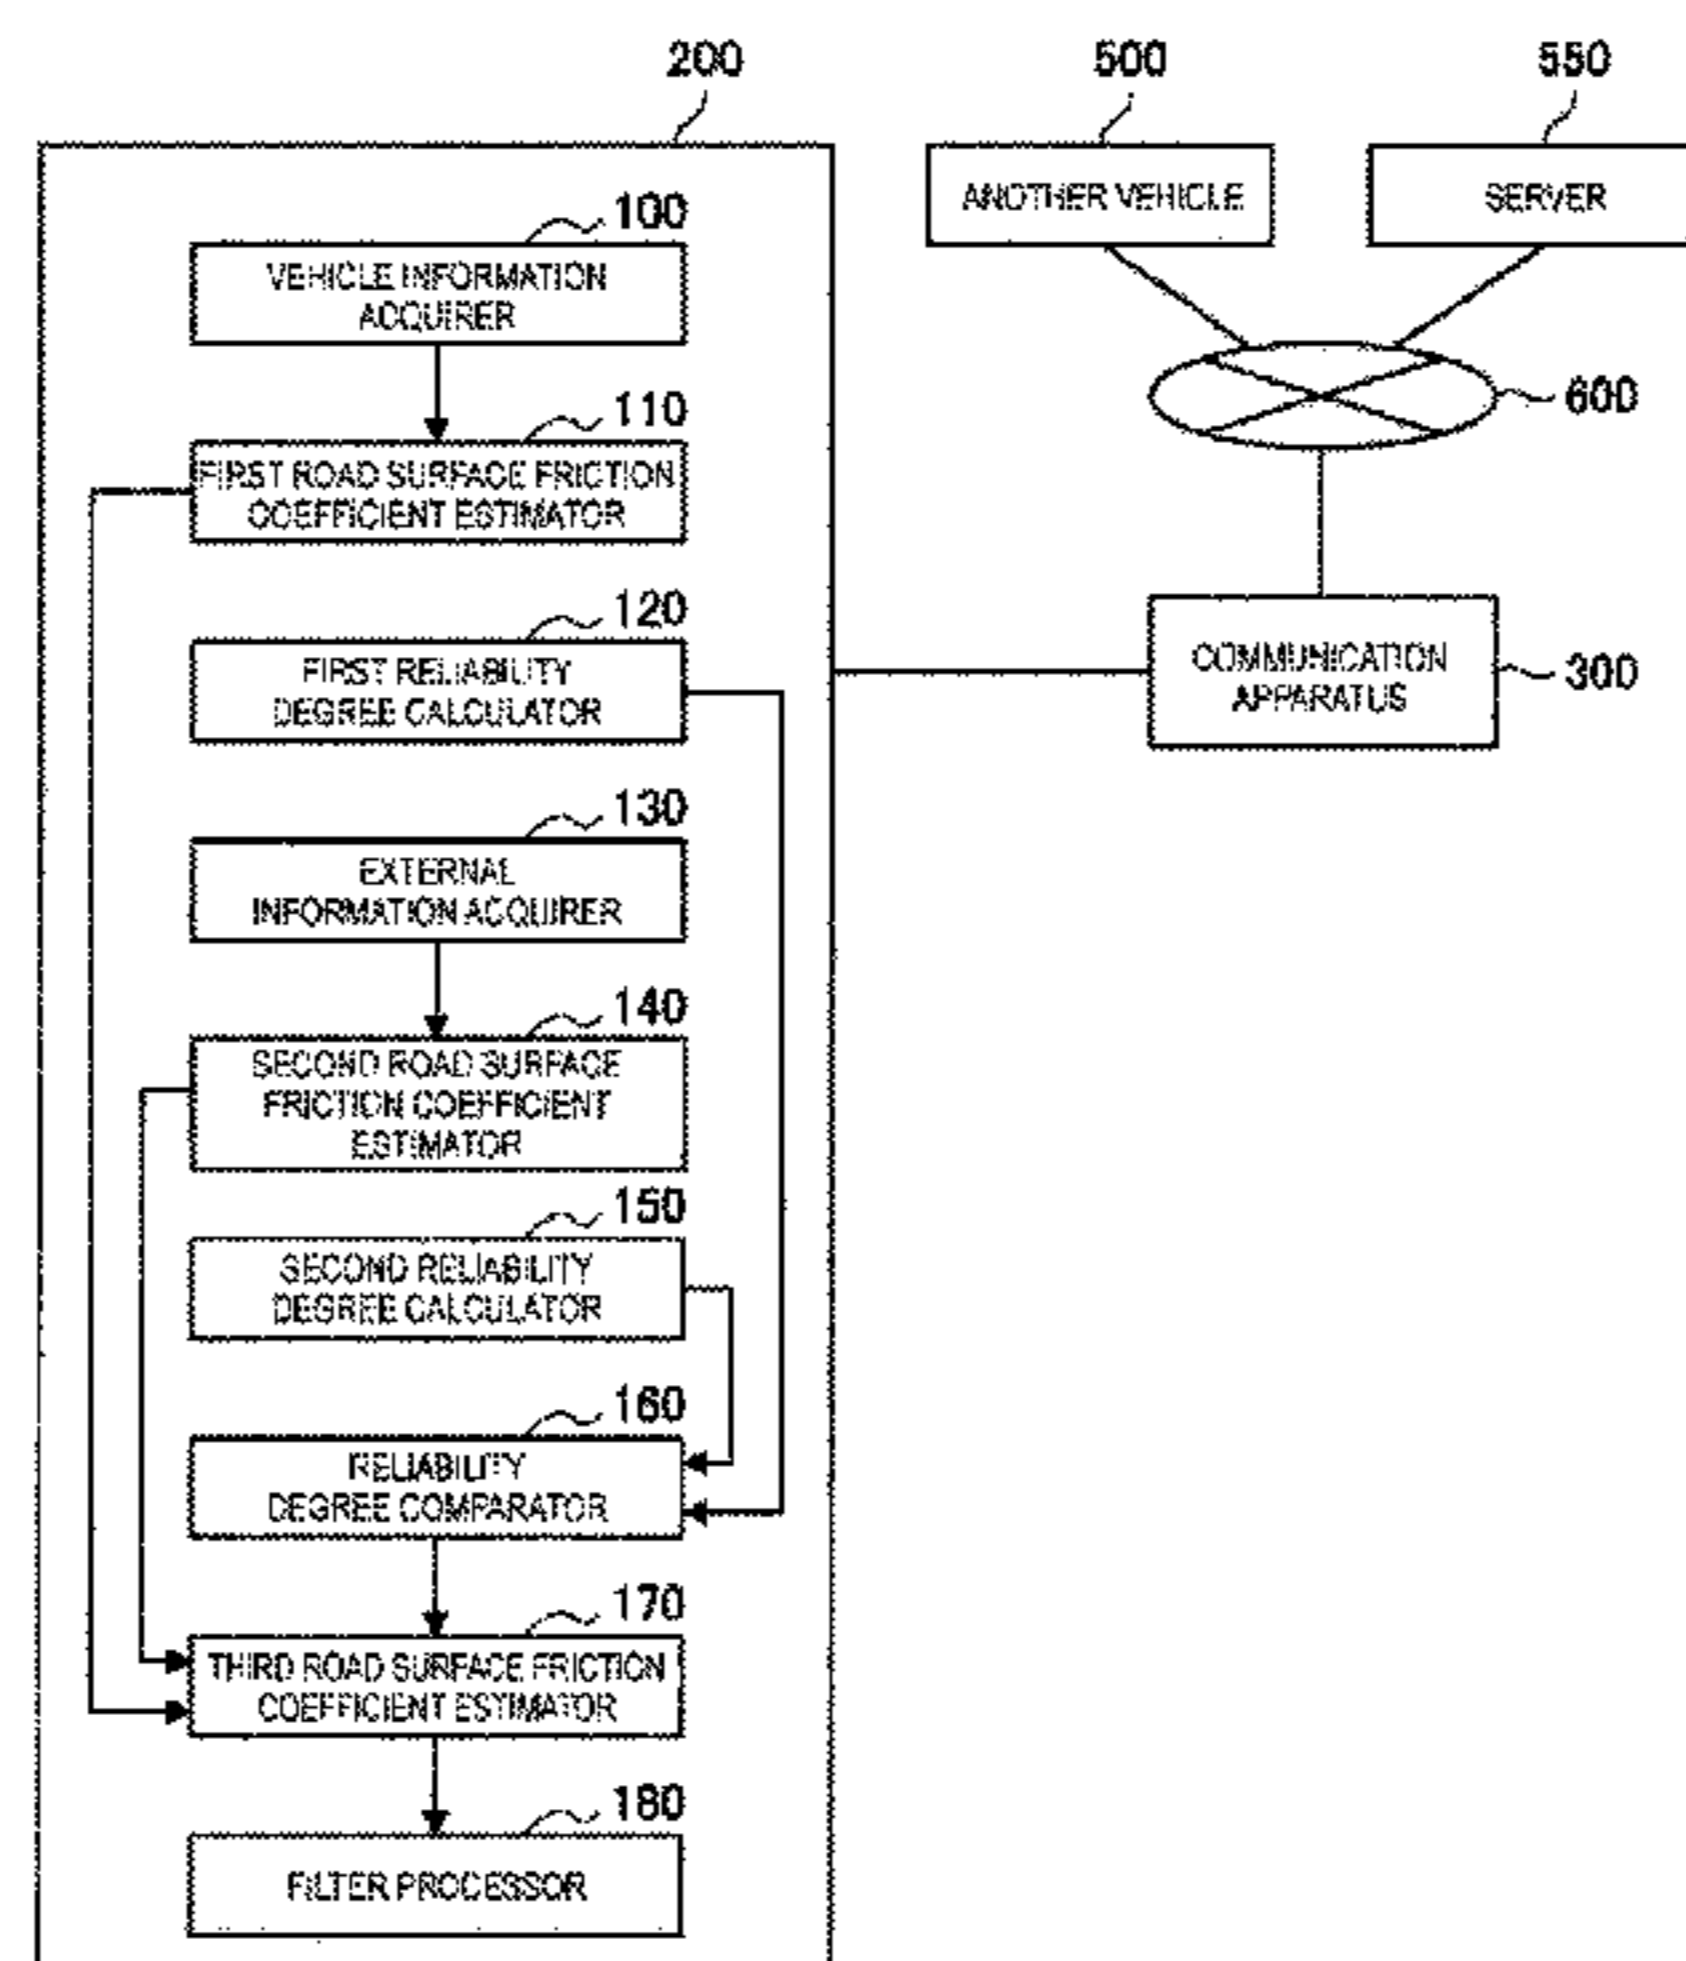 200
500
550
ANOTHER VEHICLE
SERVER
100
VEHICLE INFORMATION
ACQUIRER
600
110
FIRST ROAD SURFACE FRICTION
COEFFICIENT ESTIMATOR
120
FIRST RELIABILITY
DEGREE CALCULATOR
COMMUNICATION
APPARATUS
300
130
EXTERNAL
INFORMATION ACQUIRER
140
SECOND ROAD SURFACE
FRICTION COEFFICIENT
ESTIMATOR
150
SECOND RELIABILITY
DEGREE CALCULATOR
160
RELIABILITY
DEGREE COMPARATOR
170
THIRD ROAD SURFACE FRICTION
COEFFICIENT ESTIMATOR
180
FILTER PROCESSOR